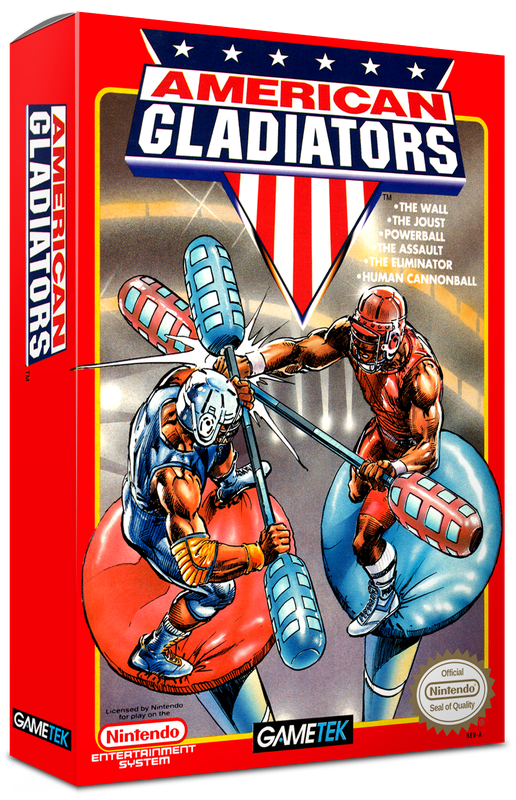 AMERICAN
GLADIATORS
TM
•THE WALL
•THE JOUST
•POWERBALL
•THE ASSAULT
•THE ELIMINATOR
•HUMAN CANNONBALL
AMERICAN
GLADIATORS
TM
Licensed by Nintendo
for play on the
Nintendo
ENTERTAINMENT
SYSTEM
GAMETEK
Official
Nintendo
Seal of Quality
REV-A
GAMETEK